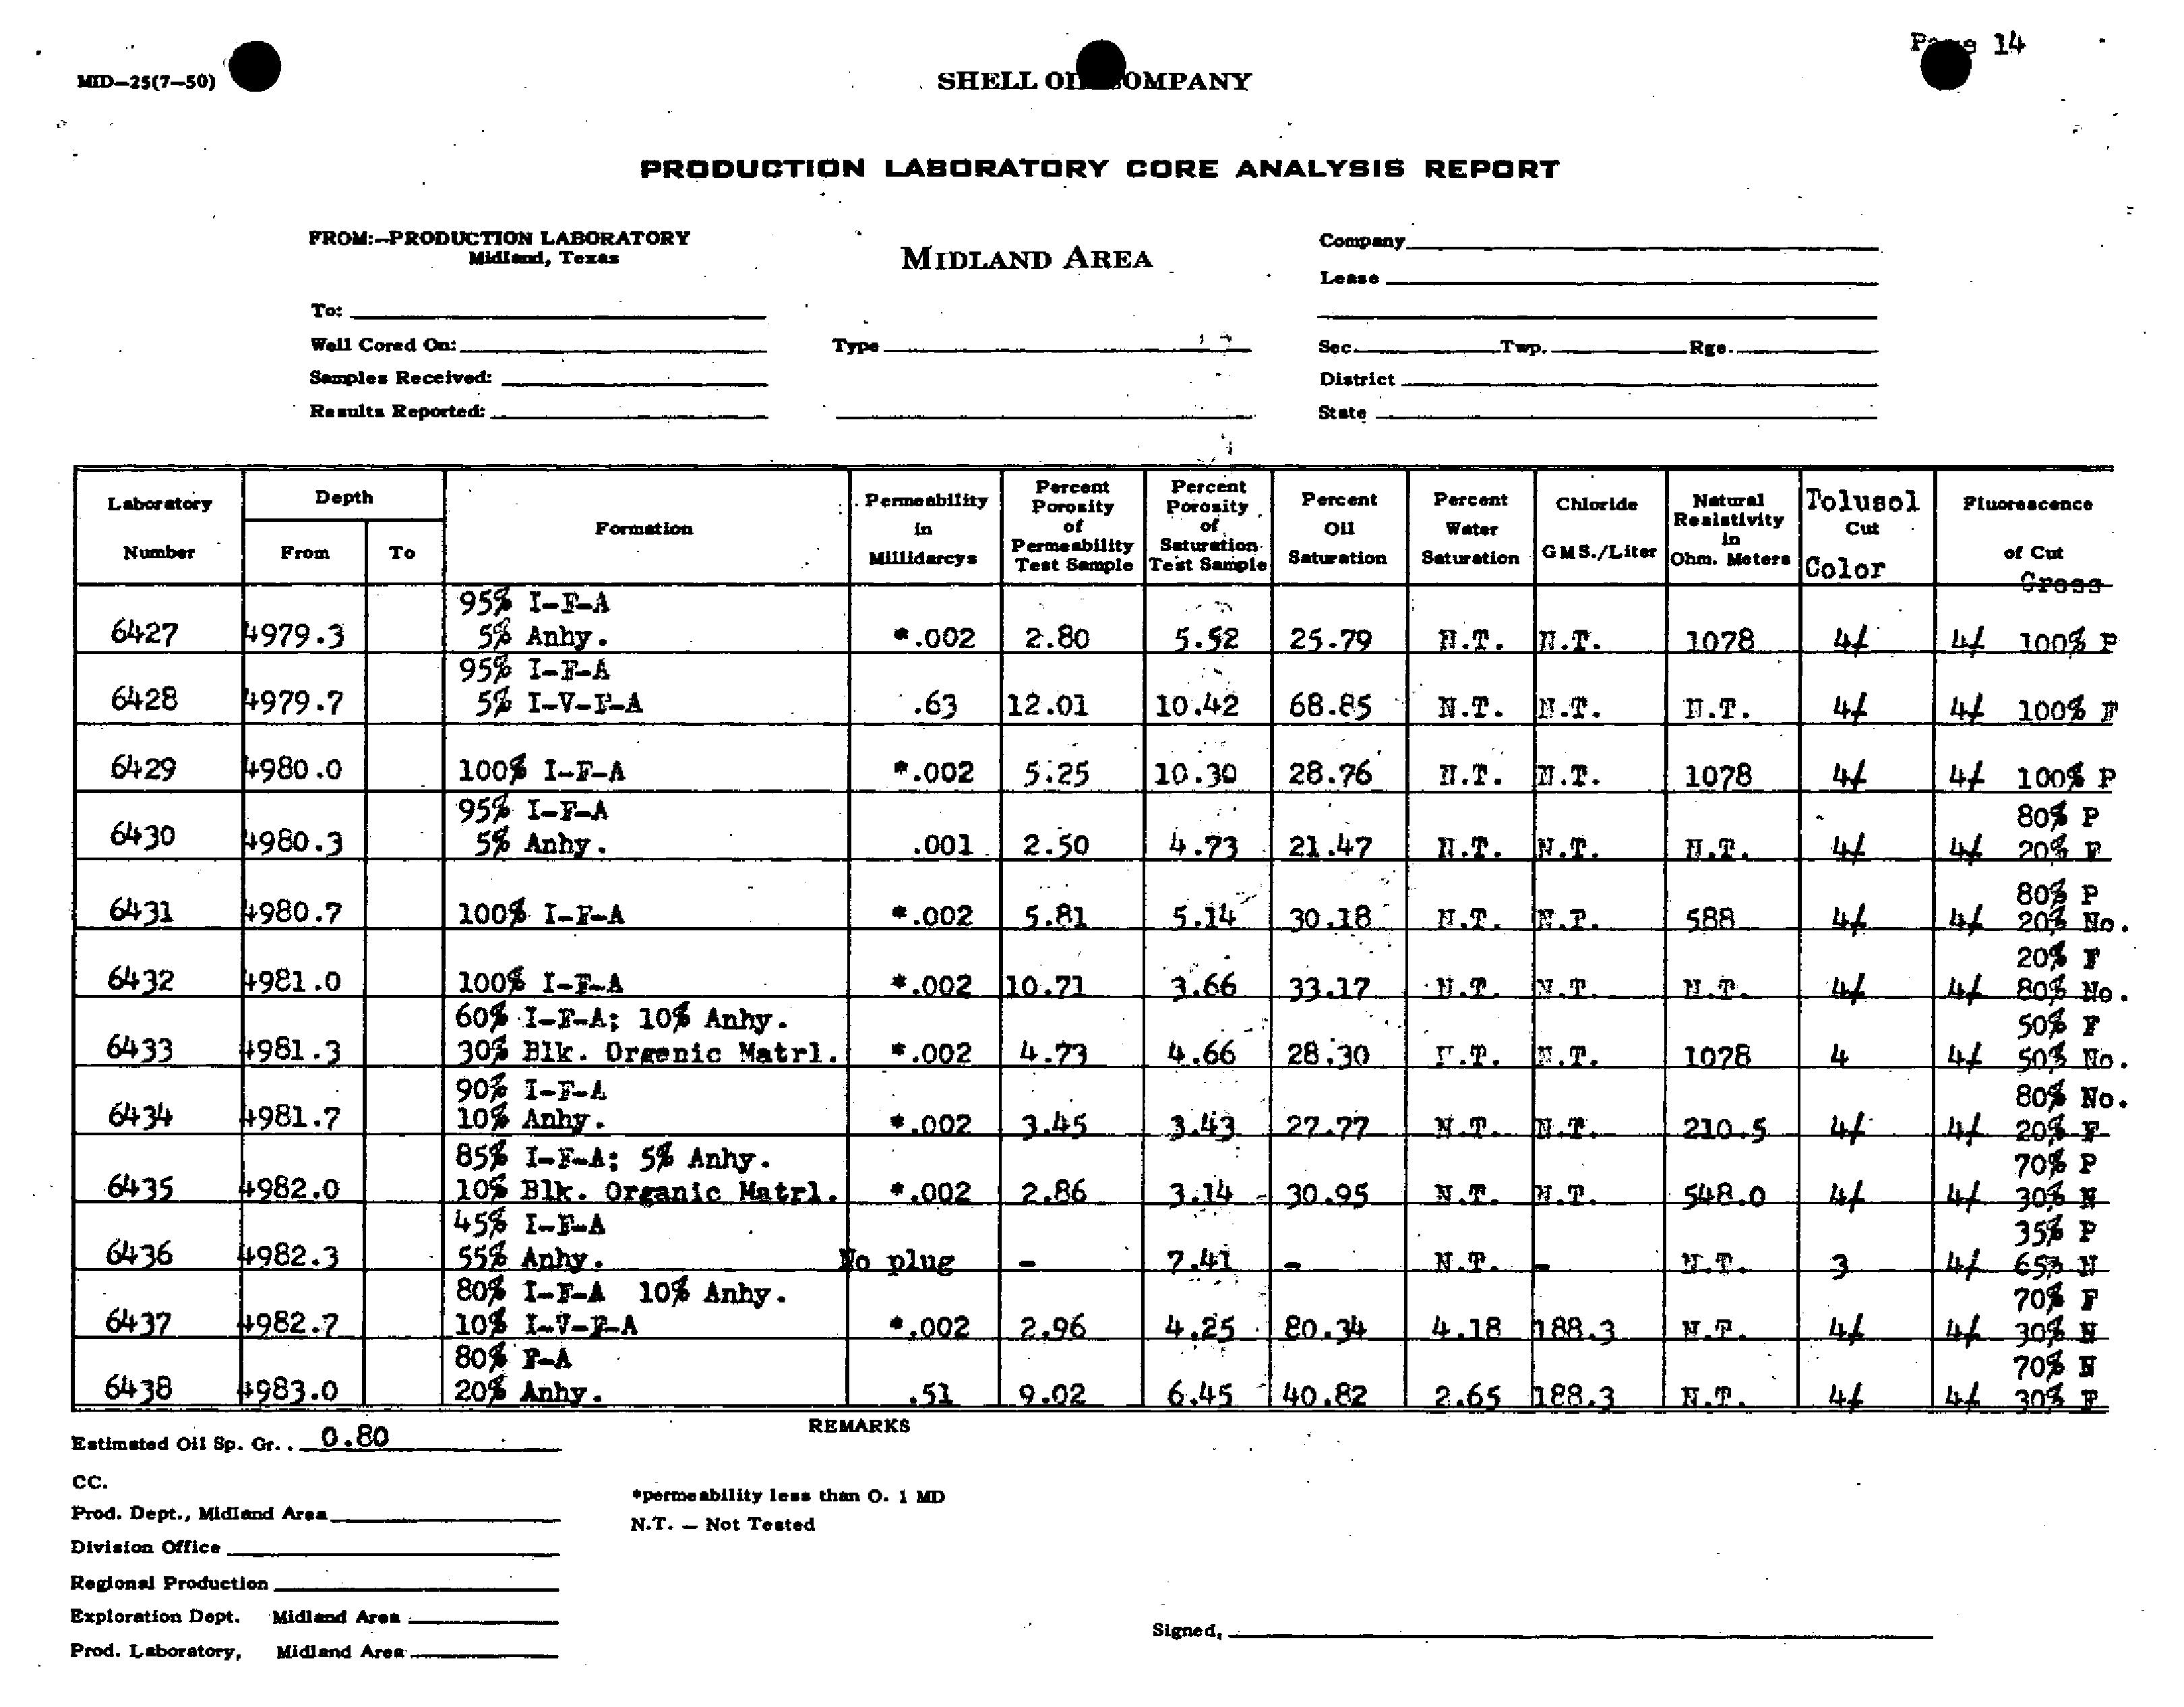 Page 14
MID-25(7-50)
SHELL OIL COMPANY
PRODUCTION LABORATORY CORE ANALYSIS REPORT
FROM:-PRODUCTION LABORATORY
Midland, Texas
MIDLAND AREA
Company
Lease
To:
Well Cored On:
Type
Sec. Twp. Rge.
Samples Received:
District
Results Reported:
State
Laboratory Number Depth From To Formation Permeability in Millidarcys Percent Porosity of Permeability Test Sample Percent Porosity of Saturation Test Sample Percent Oil Saturation Percent Water Saturation Chloride GMS./Liter Natural Resistivity in Ohm. Meters Tolusol Cut Color Fluorescence of Cut Gross
95% I-F-A
6427 4979.3 5% Anhy. *.002 2.80 5.52 25.79 N.T. N.T. 1078 4/ 4/ 100% P
95% I-F-A
6428 4979.7 5% I-V-F-A .63 12.01 10.42 68.85 N.T. N.T. N.T. 4/ 4/ 100% F
6429 4980.0 100% I-F-A *.002 5.25 10.30 28.76 N.T. N.T. 1078 4/ 4/ 100% P
95% I-F-A 80% P
6430 4980.3 5% Anhy. .001 2.50 4.73 21.47 N.T. N.T. N.T. 4/ 4/ 20% F
80% P
6431 4980.7 100% I-F-A *.002 5.81 5.14 30.18 N.T. N.T. 588 4/ 4/ 20% No.
20% F
6432 4981.0 100% I-F-A *.002 10.71 3.66 33.17 N.T. N.T. N.T. 4/ 4/ 80% No.
60% I-F-A; 10% Anhy. 50% F
6433 4981.3 30% Blk. Orgenic Matrl. *.002 4.73 4.66 28.30 N.T. N.T. 1078 4 4/ 50% No.
90% I-F-A 80% No.
6434 4981.7 10% Anhy. *.002 3.45 3.43 27.77 N.T. N.T. 210.5 4/ 4/ 20% F
85% I-F-A; 5% Anhy. 70% P
6435 4982.0 10% Blk. Organic Matrl. *.002 2.86 3.14 30.95 N.T. N.T. 548.0 4/ 4/ 30% N
45% I-F-A 35% P
6436 4982.3 55% Anhy. No plug - 7.41 - N.T. - N.T. 3 4/ 65% N
80% I-F-A 10% Anhy. 70% F
6437 4982.7 10% I-V-F-A *.002 2.96 4.25 80.34 4.18 188.3 N.T. 4/ 4/ 30% N
80% F-A 70% N
6438 4983.0 20% Anhy. .51 9.02 6.45 40.82 2.65 188.3 N.T. 4/ 4/ 30% F
REMARKS
Estimated Oil Sp. Gr. . 0.80
CC.
*permeability less than 0. 1 MD
Prod. Dept., Midland Area
N.T. - Not Tested
Division Office
Regional Production
Exploration Dept. Midland Area
Signed,
Prod. Laboratory, Midland Area